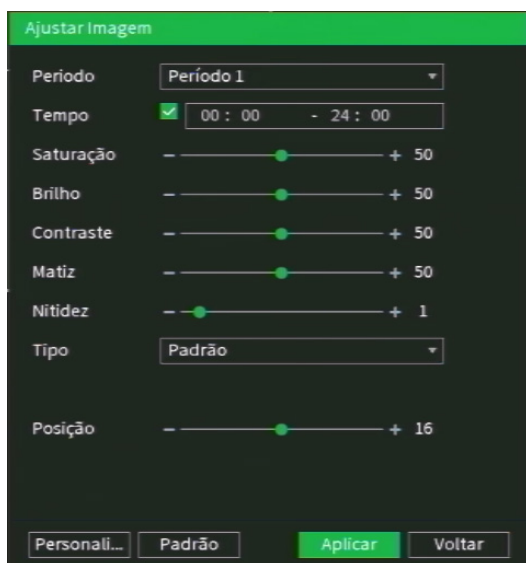 Ajustar Imagem
Periodo Período 1
Tempo 00 : 00 - 24 : 00
Saturação - + 50
Brilho - + 50
Contraste - + 50
Matiz - + 50
Nitidez - + 1
Tipo Padrão
Posição - + 16
Personali... Padrão Aplicar Voltar